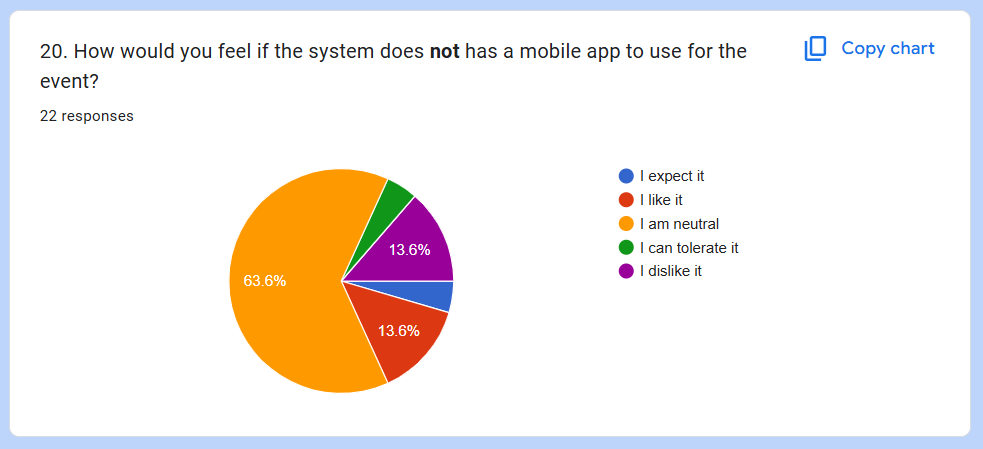 20. How would you feel if the system does not has a mobile app to use for the
event?
Copy chart
22 responses
I expect it
I like it
I am neutral
I can tolerate it
I dislike it
13.6%
63.6%
13.6%